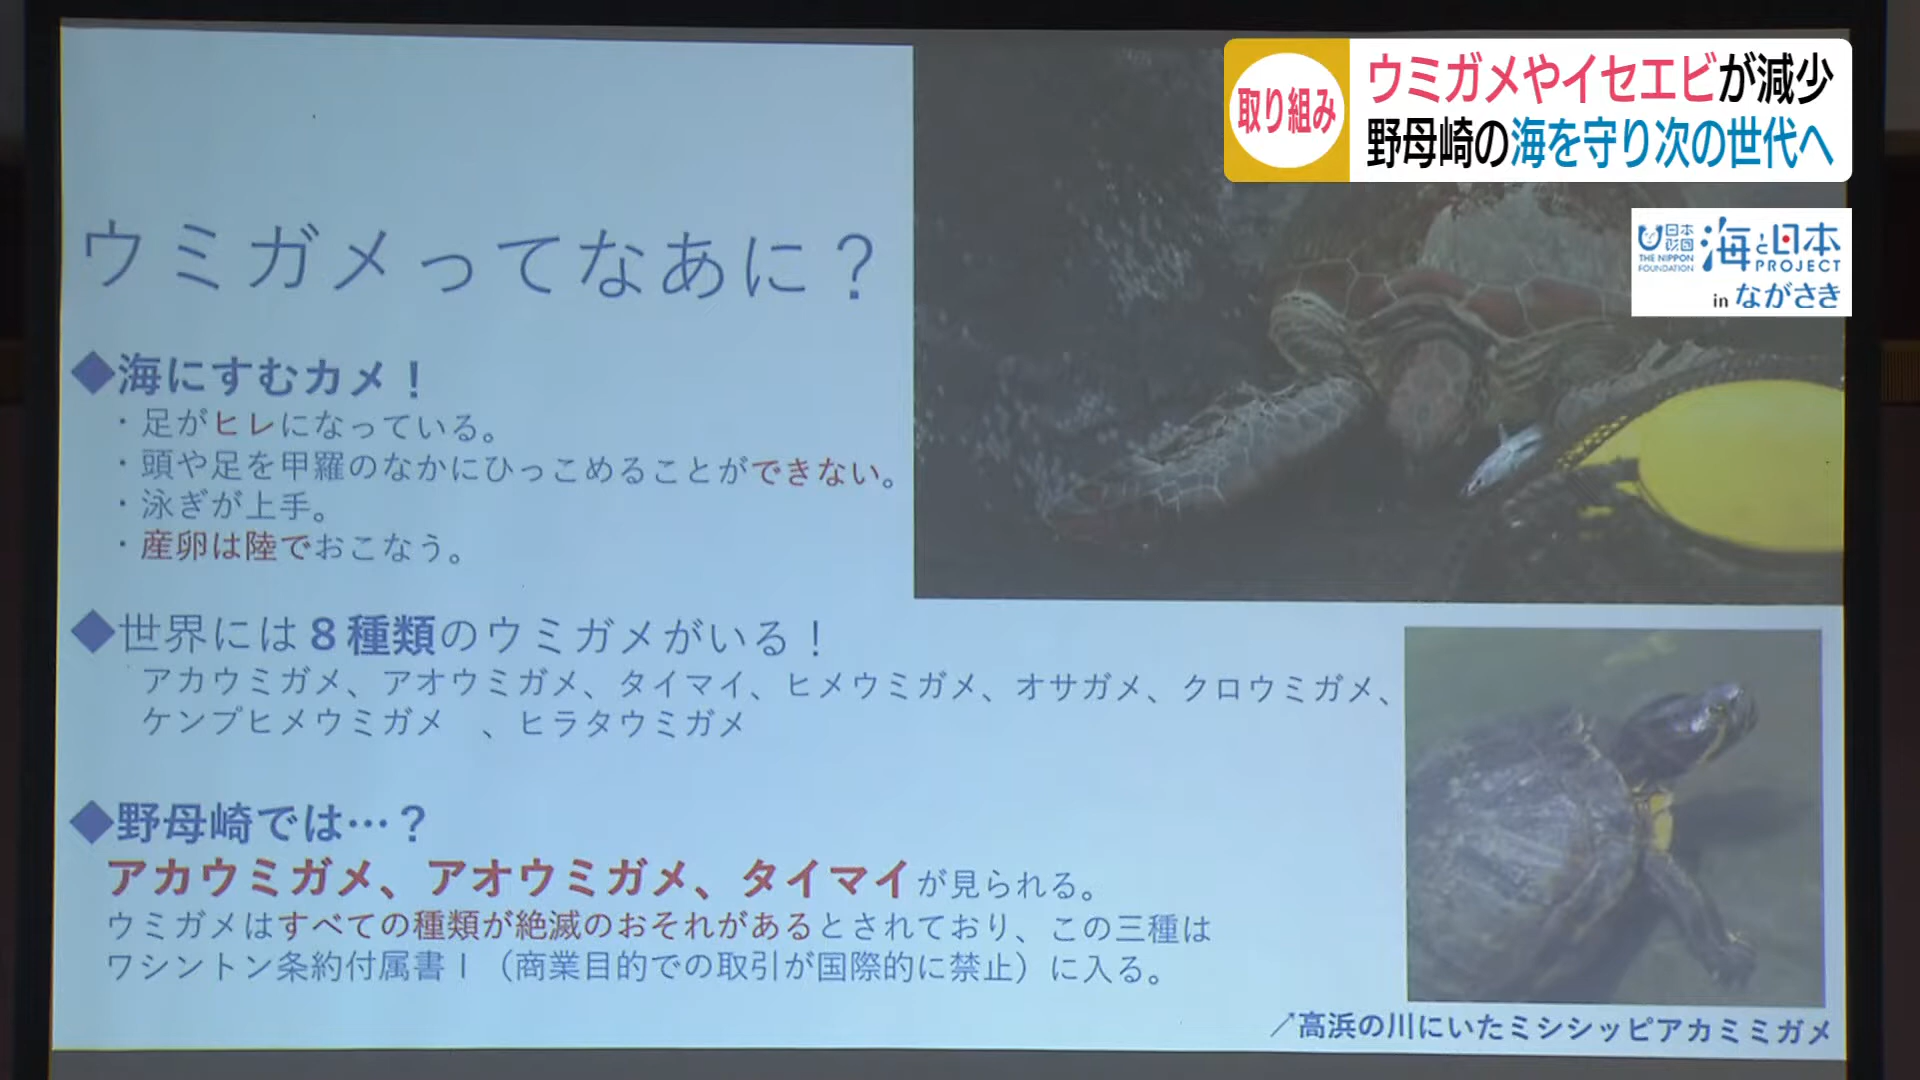 取り組み
ウミガメやイセエビが減少
野母崎の海を守り次の世代へ
日本財団
THE NIPPON FOUNDATION
海と日本
PROJECT
in ながさき
ウミガメってなあに？
◆海にすむカメ！
・足がヒレになっている。
・頭や足を甲羅のなかにひっこめることができない。
・泳ぎが上手。
・産卵は陸でおこなう。
◆世界には８種類のウミガメがいる！
アカウミガメ、アオウミガメ、タイマイ、ヒメウミガメ、オサガメ、クロウミガメ、
ケンプヒメウミガメ　、ヒラタウミガメ
◆野母崎では…？
アカウミガメ、アオウミガメ、タイマイが見られる。
ウミガメはすべての種類が絶滅のおそれがあるとされており、この三種は
ワシントン条約付属書Ⅰ（商業目的での取引が国際的に禁止）に入る。
↗高浜の川にいたミシシッピアカミミガメ